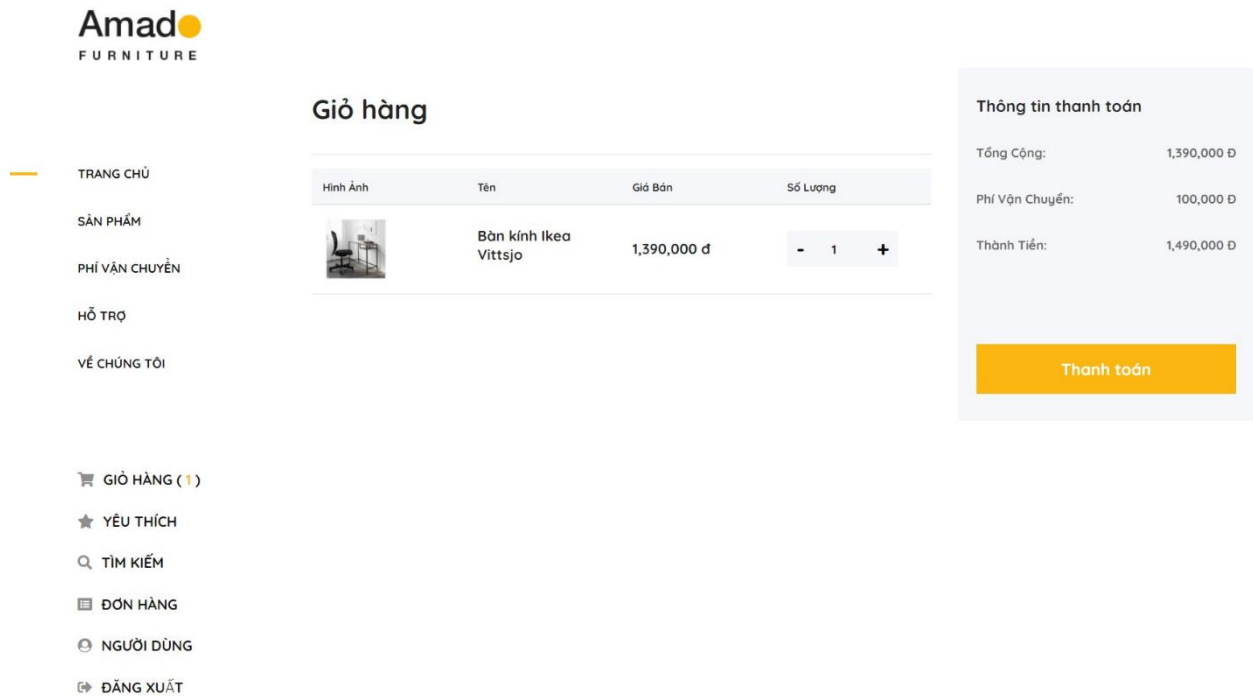 Amado
FURNITURE
TRANG CHỦ
SẢN PHẨM
PHÍ VẬN CHUYỂN
HỖ TRỢ
VỀ CHÚNG TÔI
GIỎ HÀNG ( 1 )
YÊU THÍCH
TÌM KIẾM
ĐƠN HÀNG
NGƯỜI DÙNG
ĐĂNG XUẤT
Giỏ hàng
Hình Ảnh Tên Giá Bán Số Lượng
Bàn kính Ikea
Vittsjo
1,390,000 đ
- 1 +
Thông tin thanh toán
Tổng Cộng: 1,390,000 Đ
Phí Vận Chuyển: 100,000 Đ
Thành Tiền: 1,490,000 Đ
Thanh toán